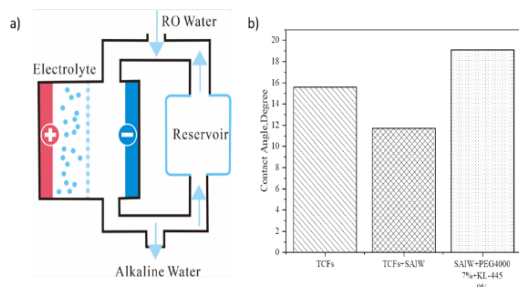 a)
RO Water
Electrolyte
+
−
Reservoir
Alkaline Water
b)
Contact Angle,Degree
20
18
16
14
12
10
8
6
4
2
0
TCFs
TCFs+SAIW
SAIW+PEG4000
7%+KL-445